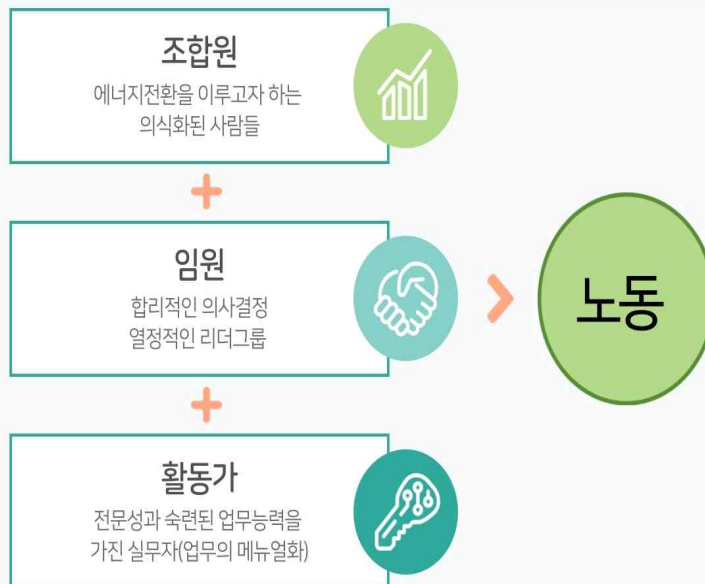 조합원
에너지전환을 이루고자 하는
의식화된 사람들
+
임원
합리적인 의사결정
열정적인 리더그룹
+
활동가
전문성과 숙련된 업무능력을
가진 실무자(업무의 메뉴얼화)
노동